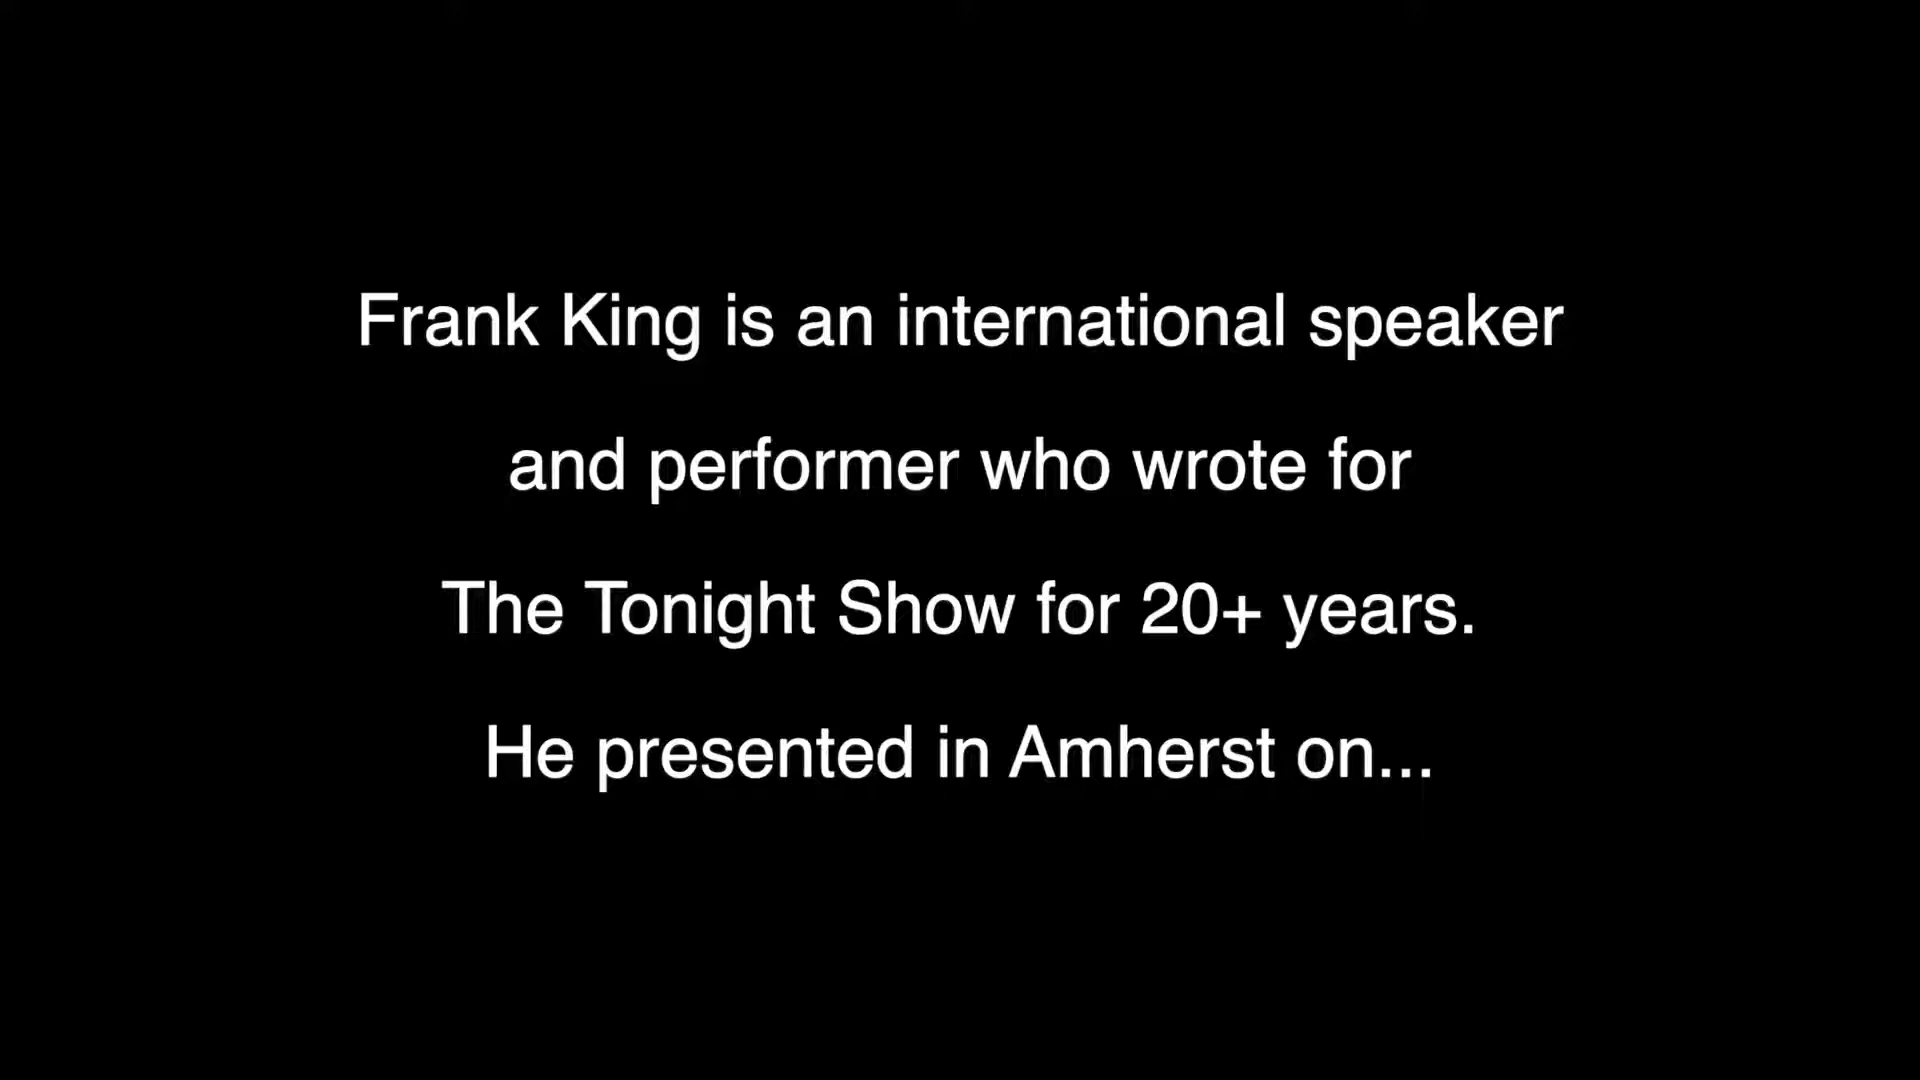 Frank King is an international speaker
and performer who wrote for
The Tonight Show for 20+ years.
He presented in Amherst on...